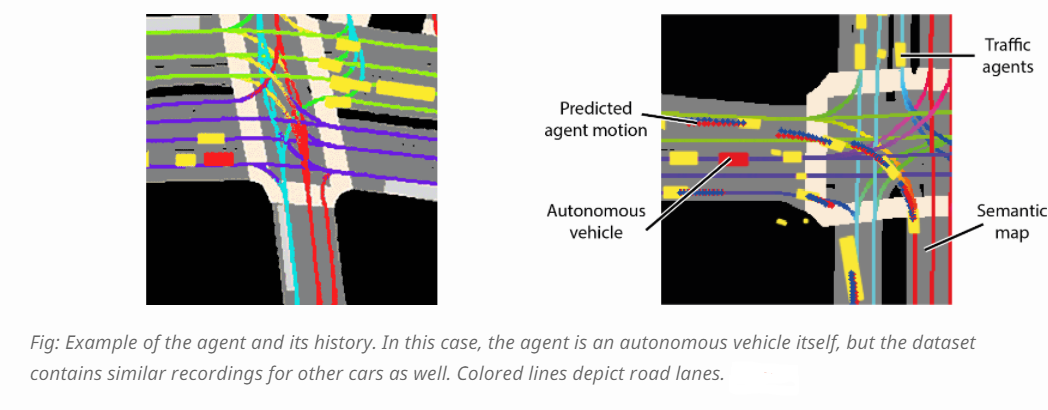 Traffic
agents
Predicted
agent motion
Autonomous
vehicle
Semantic
map
Fig: Example of the agent and its history. In this case, the agent is an autonomous vehicle itself, but the dataset
contains similar recordings for other cars as well. Colored lines depict road lanes.